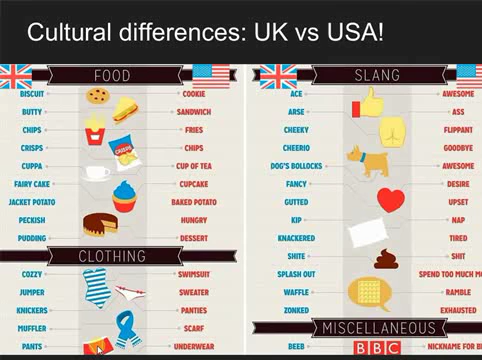 Cultural differences: UK vs USA!
FOOD
BISCUIT COOKIE
BUTTY SANDWICH
CHIPS FRIES
CRISPS CRISPS CHIPS
CUPPA CUP OF TEA
FAIRY CAKE CUPCAKE
JACKET POTATO BAKED POTATO
PECKISH HUNGRY
PUDDING DESSERT
CLOTHING
COZZY SWIMSUIT
JUMPER SWEATER
KNICKERS PANTIES
MUFFLER SCARF
PANTS UNDERWEAR
SLANG
ACE AWESOME
ARSE ASS
CHEEKY FLIPPANT
CHEERIO GOODBYE
DOG'S BOLLOCKS AWESOME
FANCY DESIRE
GUTTED UPSET
KIP NAP
KNACKERED TIRED
SHITE SHIT
SPLASH OUT SPEND TOO MUCH
WAFFLE RAMBLE
ZONKED EXHAUSTED
MISCELLANEOUS
BEEB BBC NICKNAME FOR